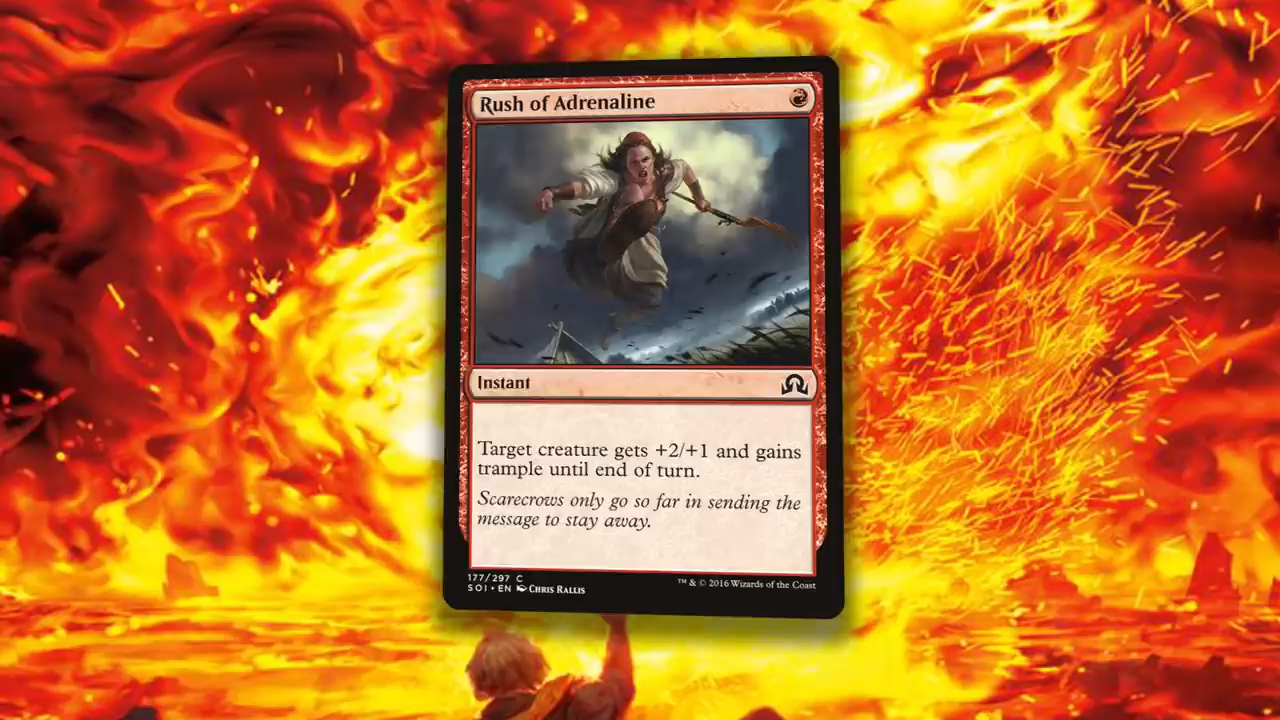 Rush of Adrenaline
Instant
Target creature gets +2/+1 and gains
trample until end of turn.
Scarecrows only go so far in sending the
message to stay away.
177/297 C
SOI • EN Chris Rallis
™ & © 2016 Wizards of the Coast